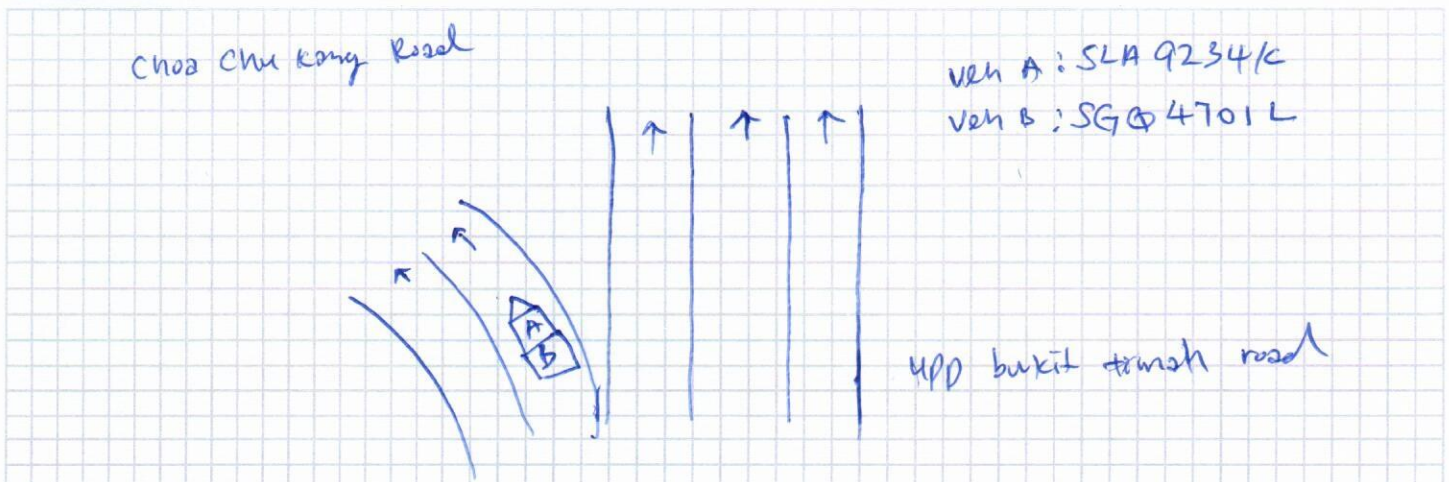 Choa Chu Kang Road
Veh A : SLA 9234K
Veh B : SGQ 4701L
A
B
Upp bukit timah road